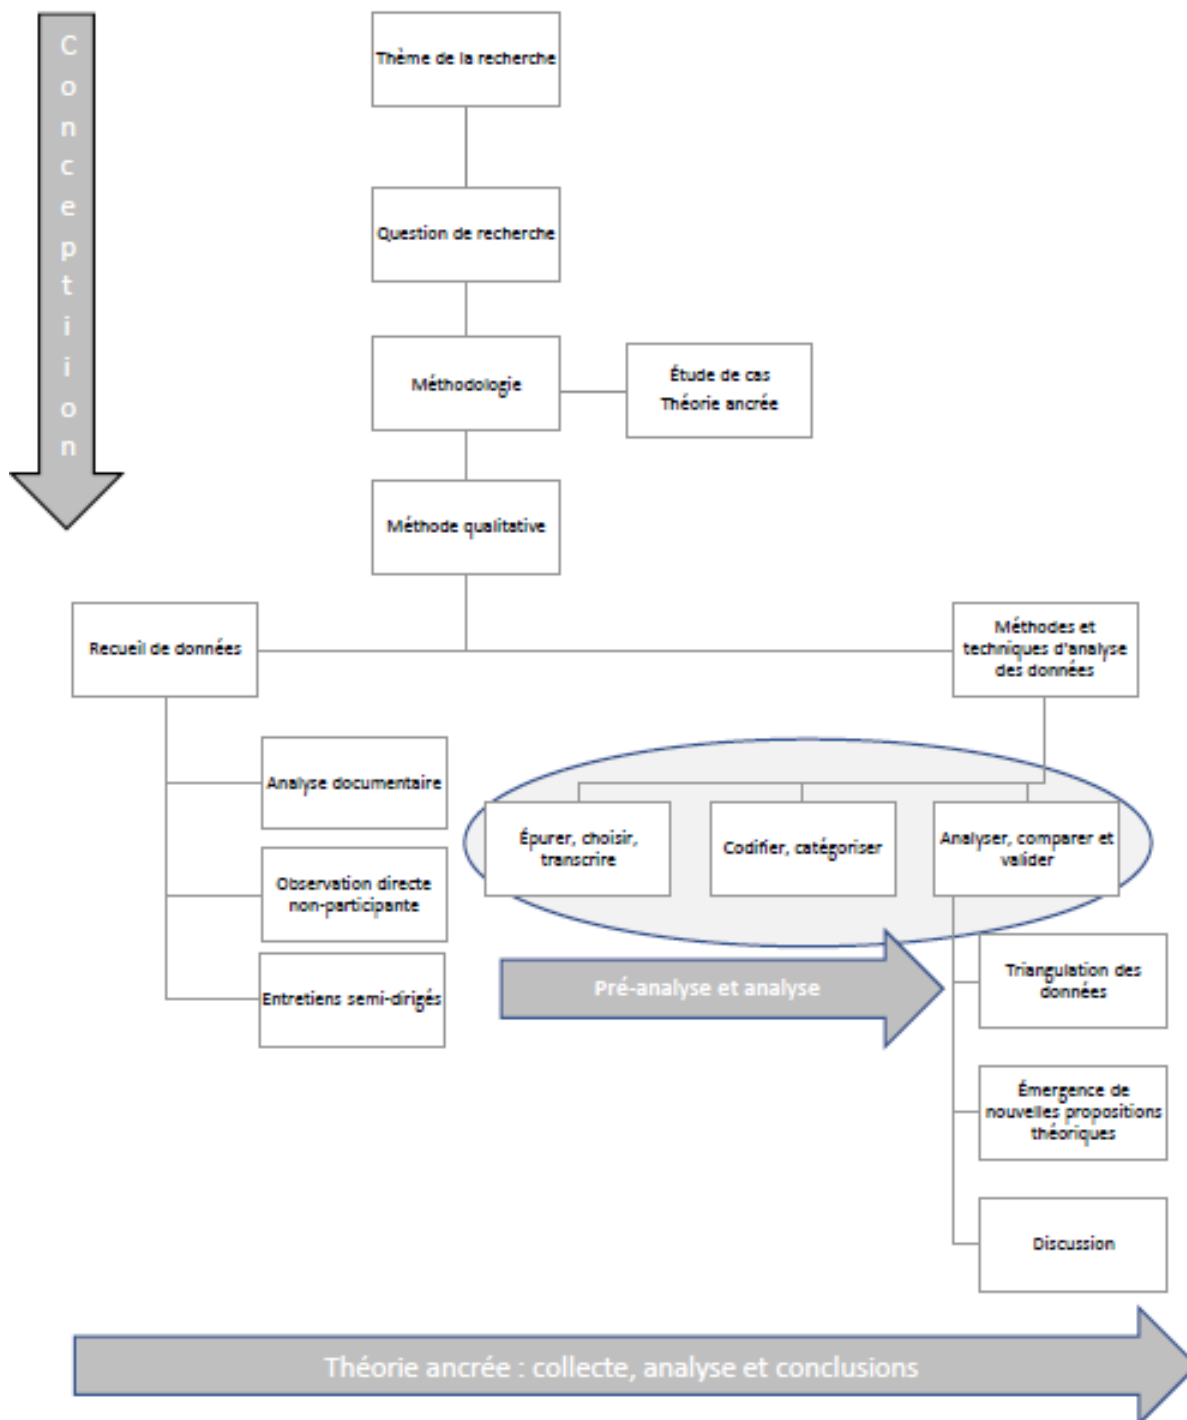 Conceptiion
Thème de la recherche
Question de recherche
Méthodologie
Étude de cas
Théorie ancrée
Méthode qualitative
Recueil de données
Méthodes et
techniques d'analyse
des données
Analyse documentaire
Observation directe
non-participante
Entretiens semi-dirigés
Épurer, choisir,
transcrire
Codifier, catégoriser
Analyser, comparer et
valider
Pré-analyse et analyse
Triangulation des
données
Émergence de
nouvelles propositions
théoriques
Discussion
Théorie ancrée : collecte, analyse et conclusions